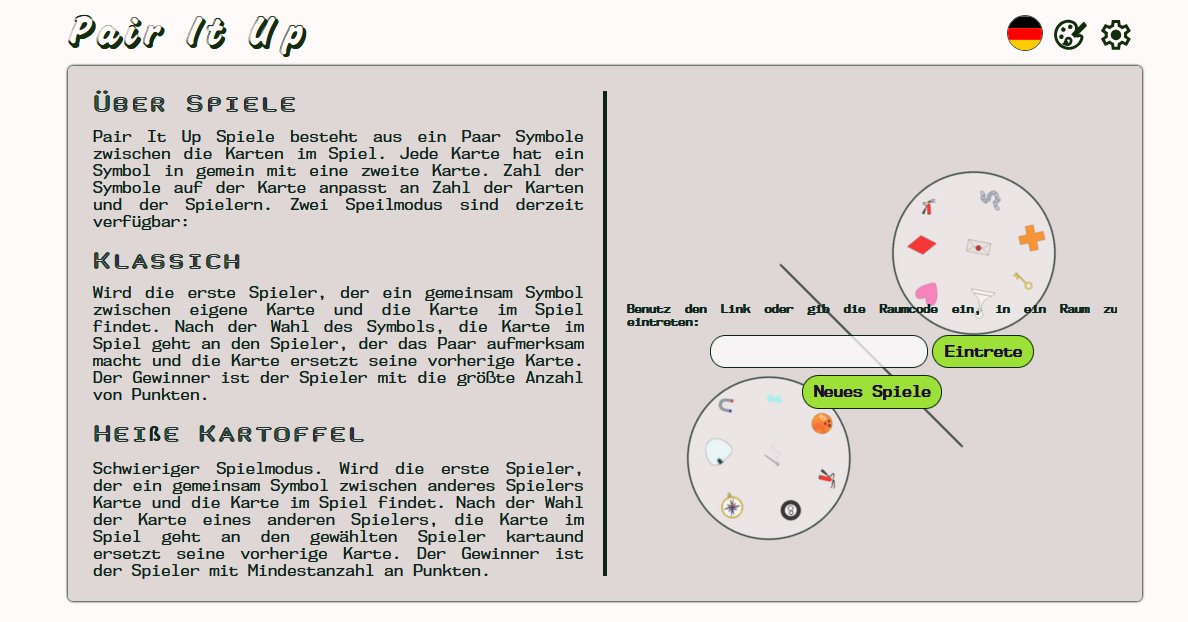 Pair It Up
Über Spiele
Pair It Up Spiele besteht aus ein Paar Symbole
zwischen die Karten im Spiel. Jede Karte hat ein
Symbol in gemein mit eine zweite Karte. Zahl der
Symbole auf der Karte anpasst an Zahl der Karten
und der Spielern. Zwei Speilmodus sind derzeit
verfügbar:
Klassich
Wird die erste Spieler, der ein gemeinsam Symbol
zwischen eigene Karte und die Karte im Spiel
findet. Nach der Wahl des Symbols, die Karte im
Spiel geht an den Spieler, der das Paar aufmerksam
macht und die Karte ersetzt seine vorherige Karte.
Der Gewinner ist der Spieler mit die größte Anzahl
von Punkten.
Heiße Kartoffel
Schwieriger Spielmodus. Wird die erste Spieler,
der ein gemeinsam Symbol zwischen anderes Spielers
Karte und die Karte im Spiel findet. Nach der Wahl
der Karte eines anderen Spielers, die Karte im
Spiel geht an den gewählten Spieler kartaund
ersetzt seine vorherige Karte. Der Gewinner ist
der Spieler mit Mindestanzahl an Punkten.
Benutz den Link oder gib die Raumcode ein, in ein Raum zu
eintreten:
Eintrete
Neues Spiele
8